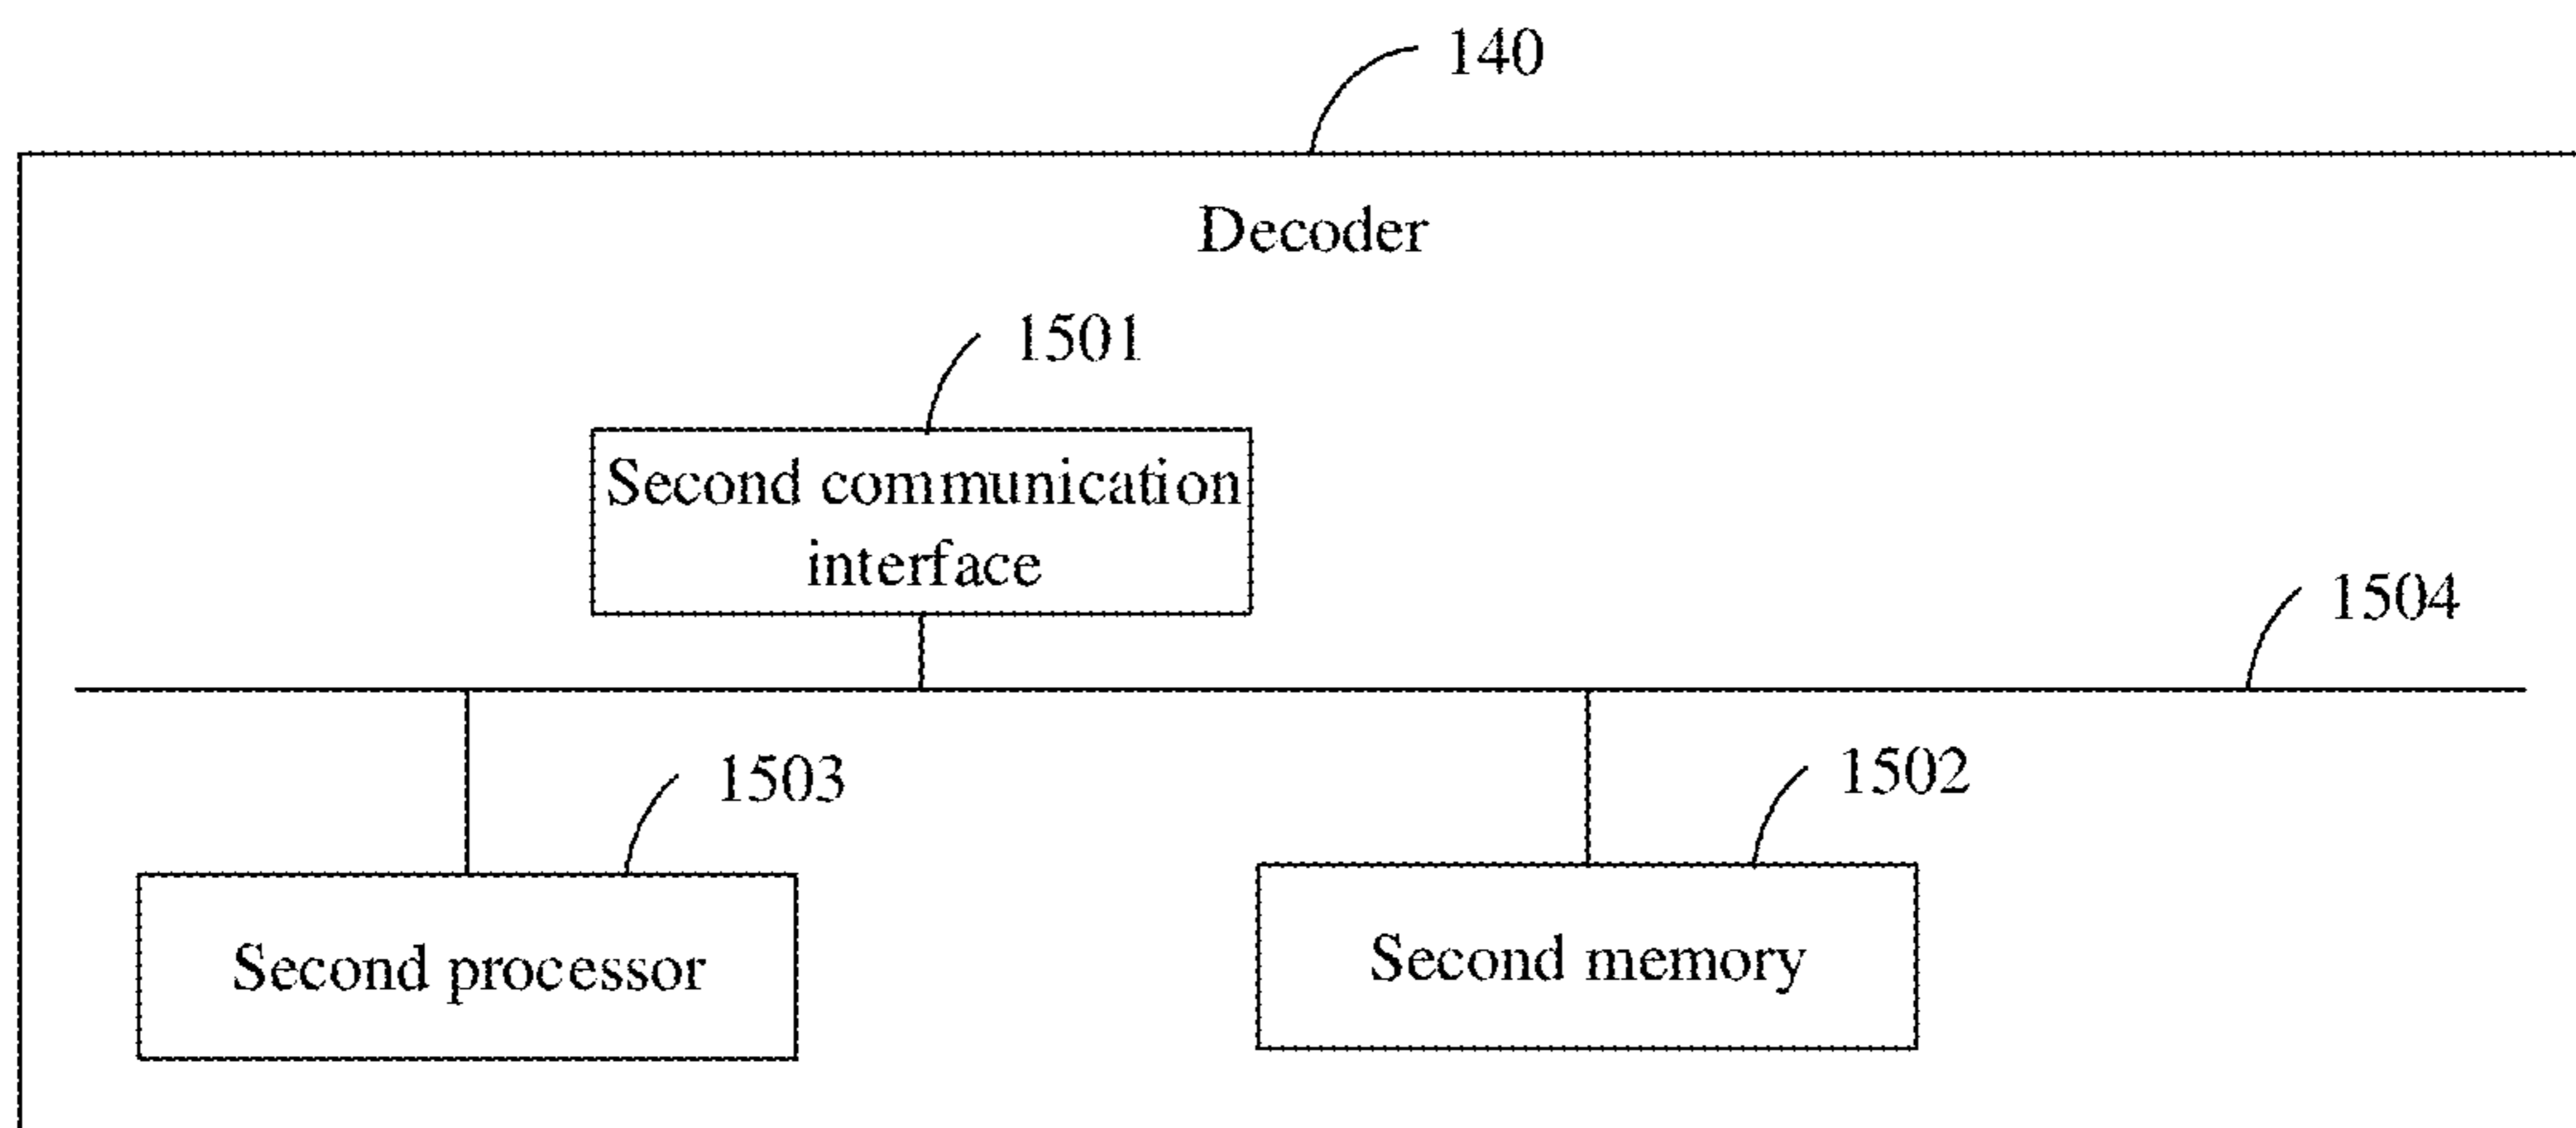 140
Decoder
1501
Second communication
interface
1504
1503
1502
Second processor
Second memory